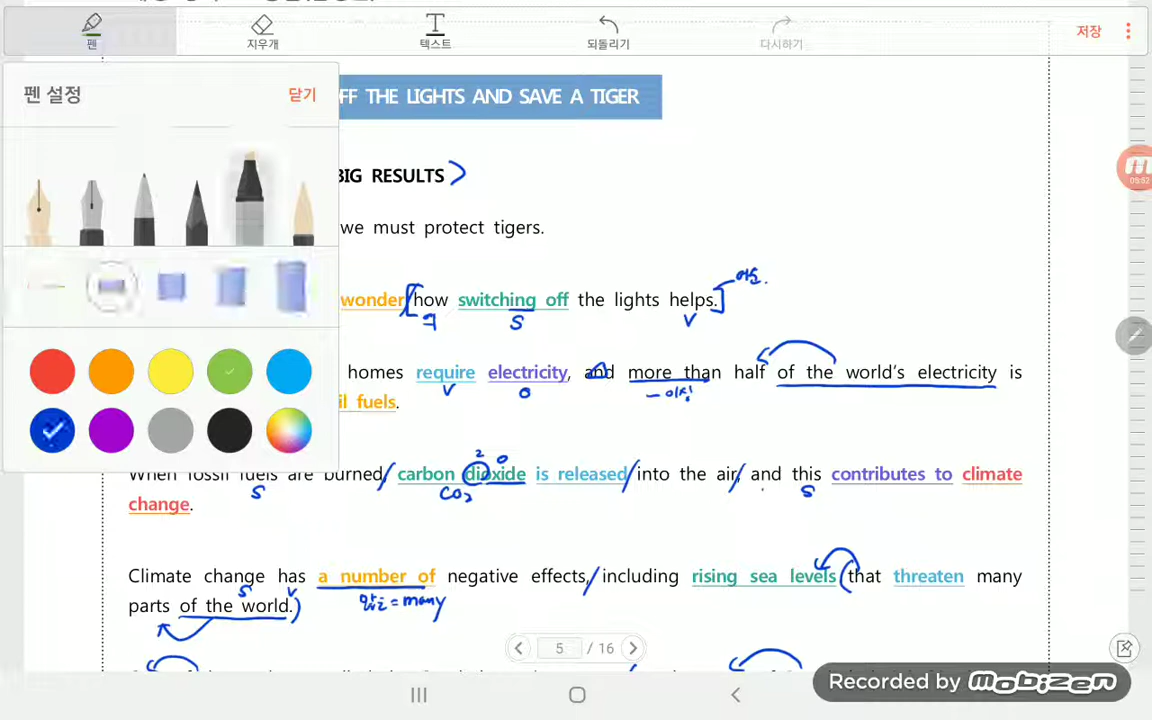 펜
지우개
T
텍스트
되돌리기
다시하기
저장
펜 설정
닫기
FF THE LIGHTS AND SAVE A TIGER
BIG RESULTS >
we must protect tigers.
wonder [how switching off the lights helps.]
S
V
homes require electricity, and more than half of the world's electricity is
V
O
il fuels.
2 O
When fossil fuels are burned/ carbon dioxide is released/ into the air/ and this contributes to climate
S
CO2
S
change.
Climate change has a number of negative effects,/ including rising sea levels (that threaten many
S
V
= many
parts of the world.)
5 / 16
Recorded by mobizen